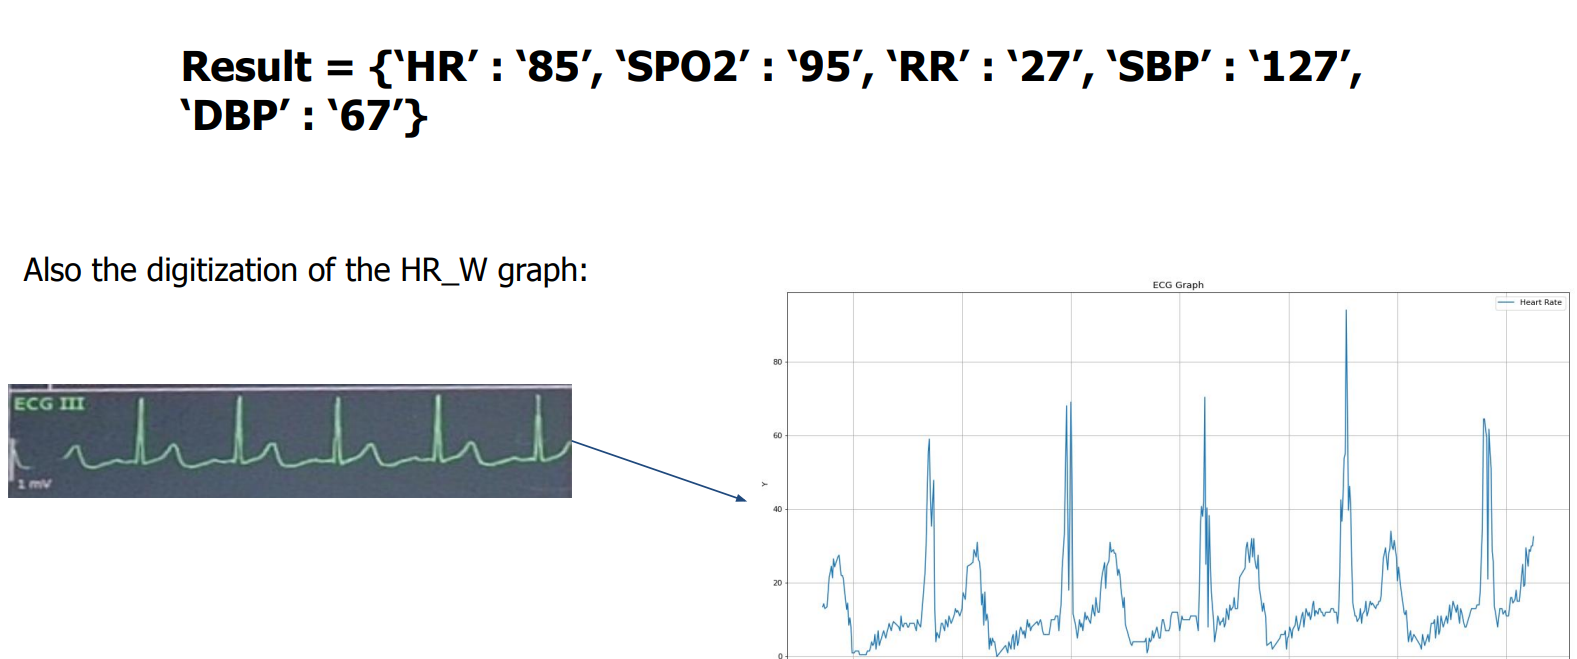 Result = {‘HR’ : ‘85’, ‘SPO2’ : ‘95’, ‘RR’ : ‘27’, ‘SBP’ : ‘127’,
‘DBP’ : ‘67’}
Also the digitization of the HR_W graph:
ECG Graph
Heart Rate
80
60
Y
40
20
0
ECG III
1 mV